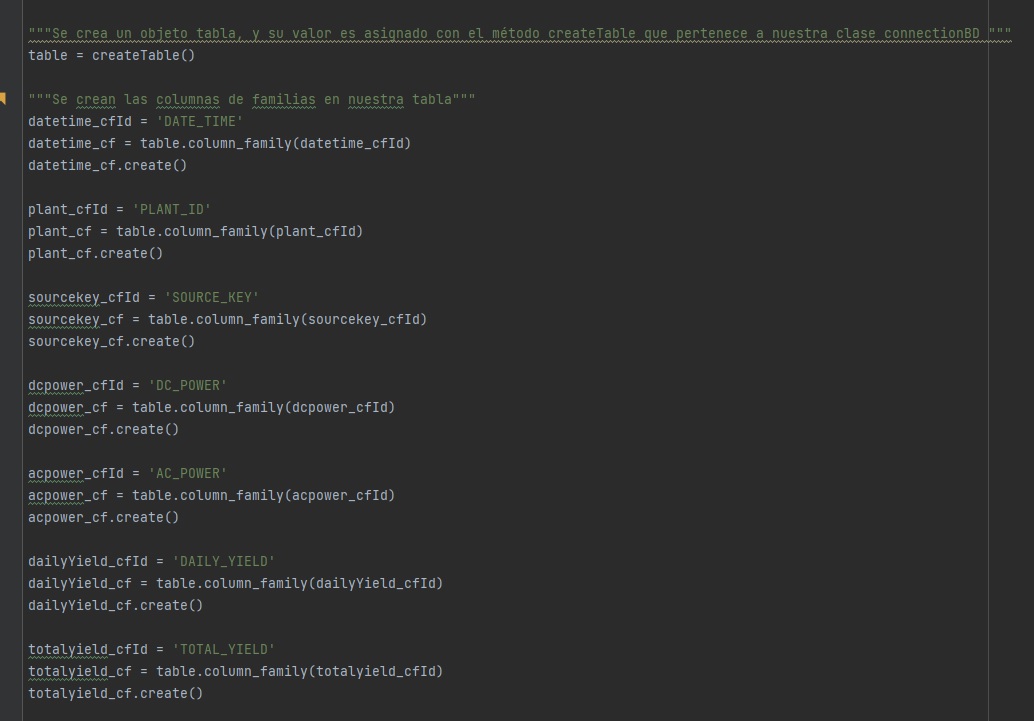 """Se crea un objeto tabla, y su valor es asignado con el método createTable que pertenece a nuestra clase connectionBD """
table = createTable()
"""Se crean las columnas de familias en nuestra tabla"""
datetime_cfId = 'DATE_TIME'
datetime_cf = table.column_family(datetime_cfId)
datetime_cf.create()
plant_cfId = 'PLANT_ID'
plant_cf = table.column_family(plant_cfId)
plant_cf.create()
sourcekey_cfId = 'SOURCE_KEY'
sourcekey_cf = table.column_family(sourcekey_cfId)
sourcekey_cf.create()
dcpower_cfId = 'DC_POWER'
dcpower_cf = table.column_family(dcpower_cfId)
dcpower_cf.create()
acpower_cfId = 'AC_POWER'
acpower_cf = table.column_family(acpower_cfId)
acpower_cf.create()
dailyYield_cfId = 'DAILY_YIELD'
dailyYield_cf = table.column_family(dailyYield_cfId)
dailyYield_cf.create()
totalyield_cfId = 'TOTAL_YIELD'
totalyield_cf = table.column_family(totalyield_cfId)
totalyield_cf.create()